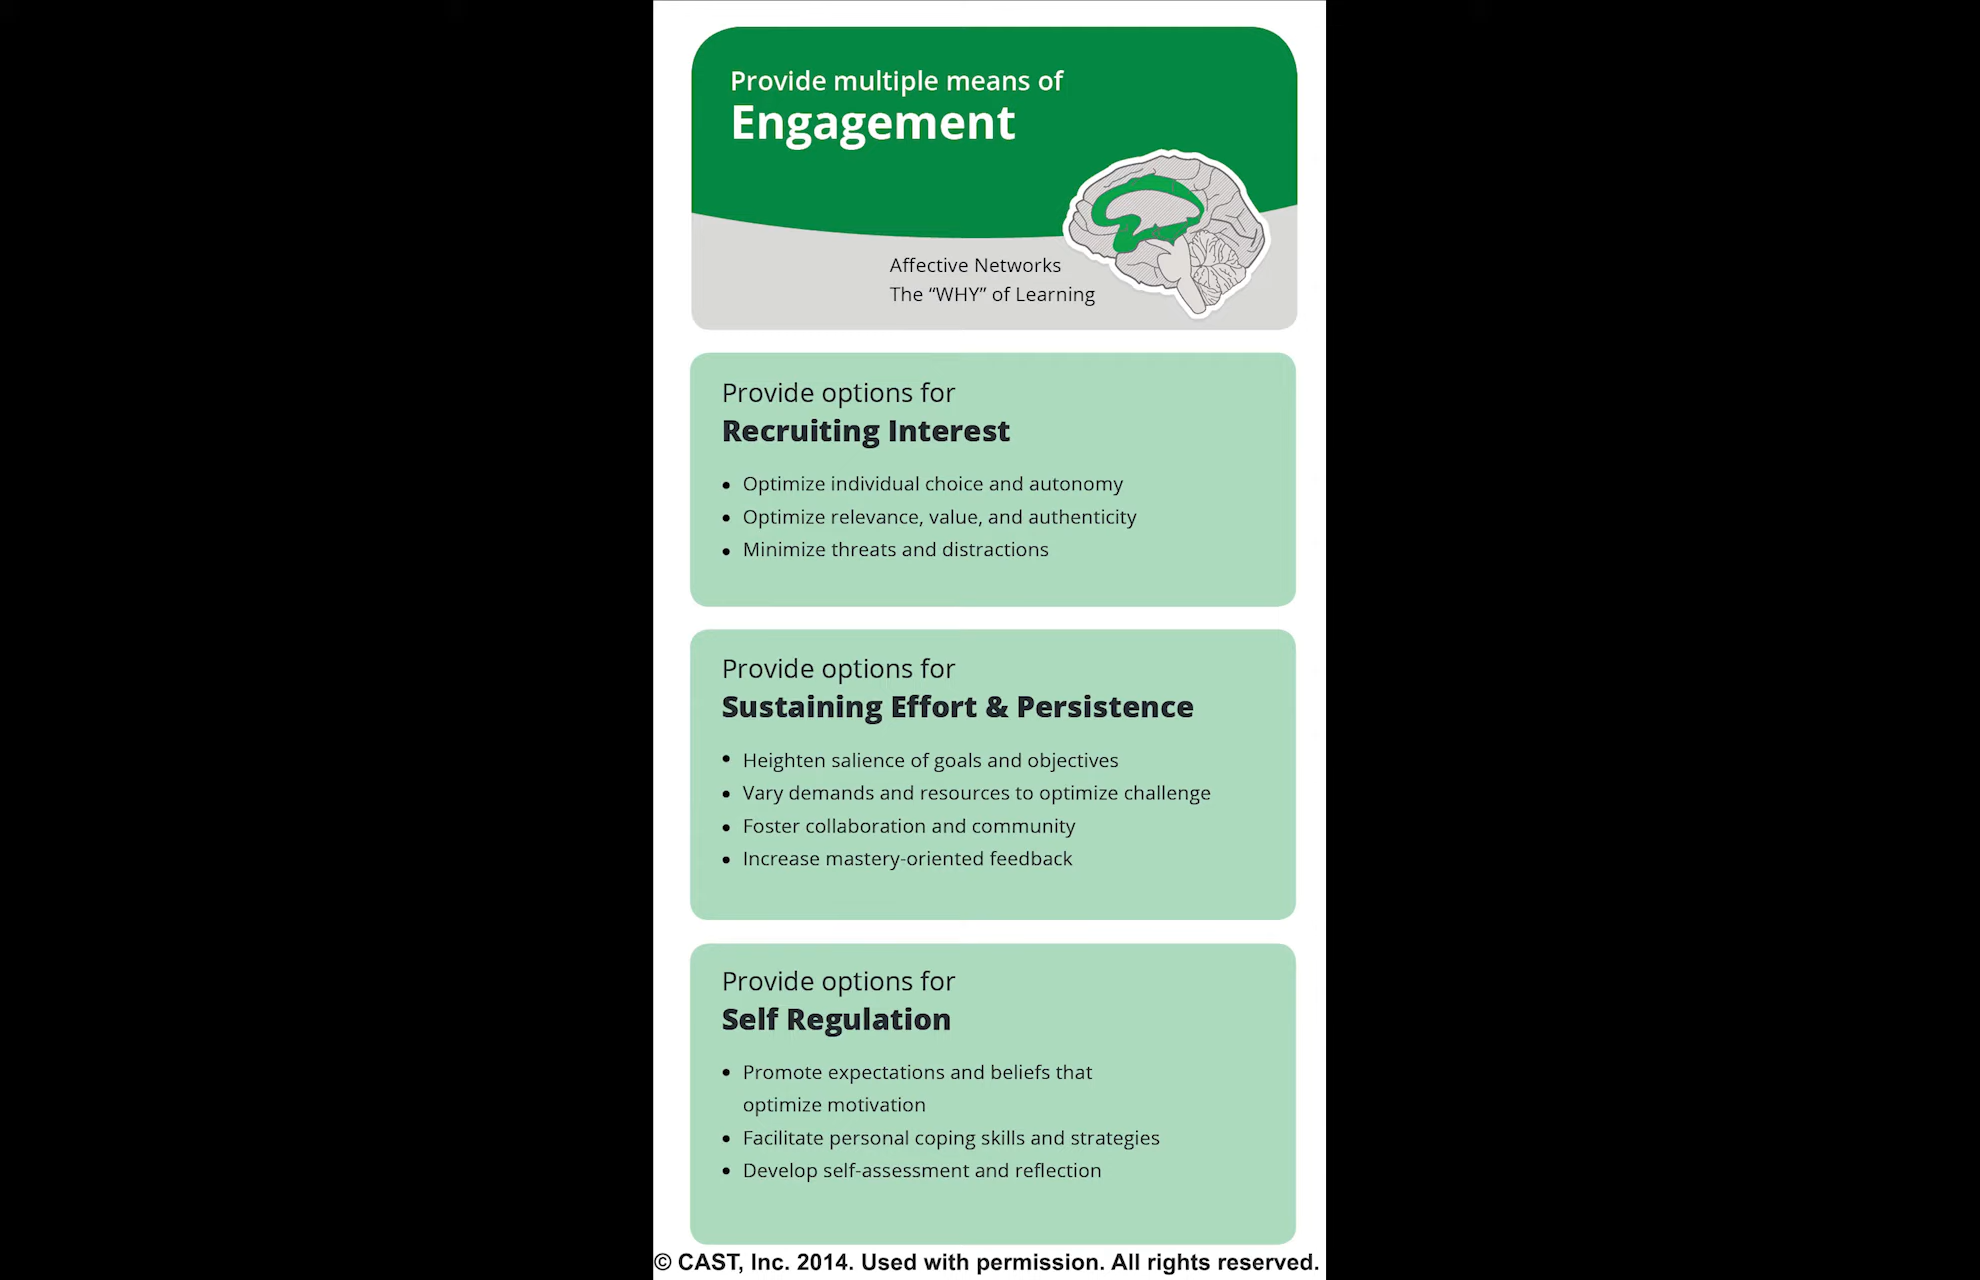 Provide multiple means of
Engagement
Affective Networks
The “WHY” of Learning
Provide options for
Recruiting Interest
• Optimize individual choice and autonomy
• Optimize relevance, value, and authenticity
• Minimize threats and distractions
Provide options for
Sustaining Effort & Persistence
• Heighten salience of goals and objectives
• Vary demands and resources to optimize challenge
• Foster collaboration and community
• Increase mastery-oriented feedback
Provide options for
Self Regulation
• Promote expectations and beliefs that
optimize motivation
• Facilitate personal coping skills and strategies
• Develop self-assessment and reflection
© CAST, Inc. 2014. Used with permission. All rights reserved.